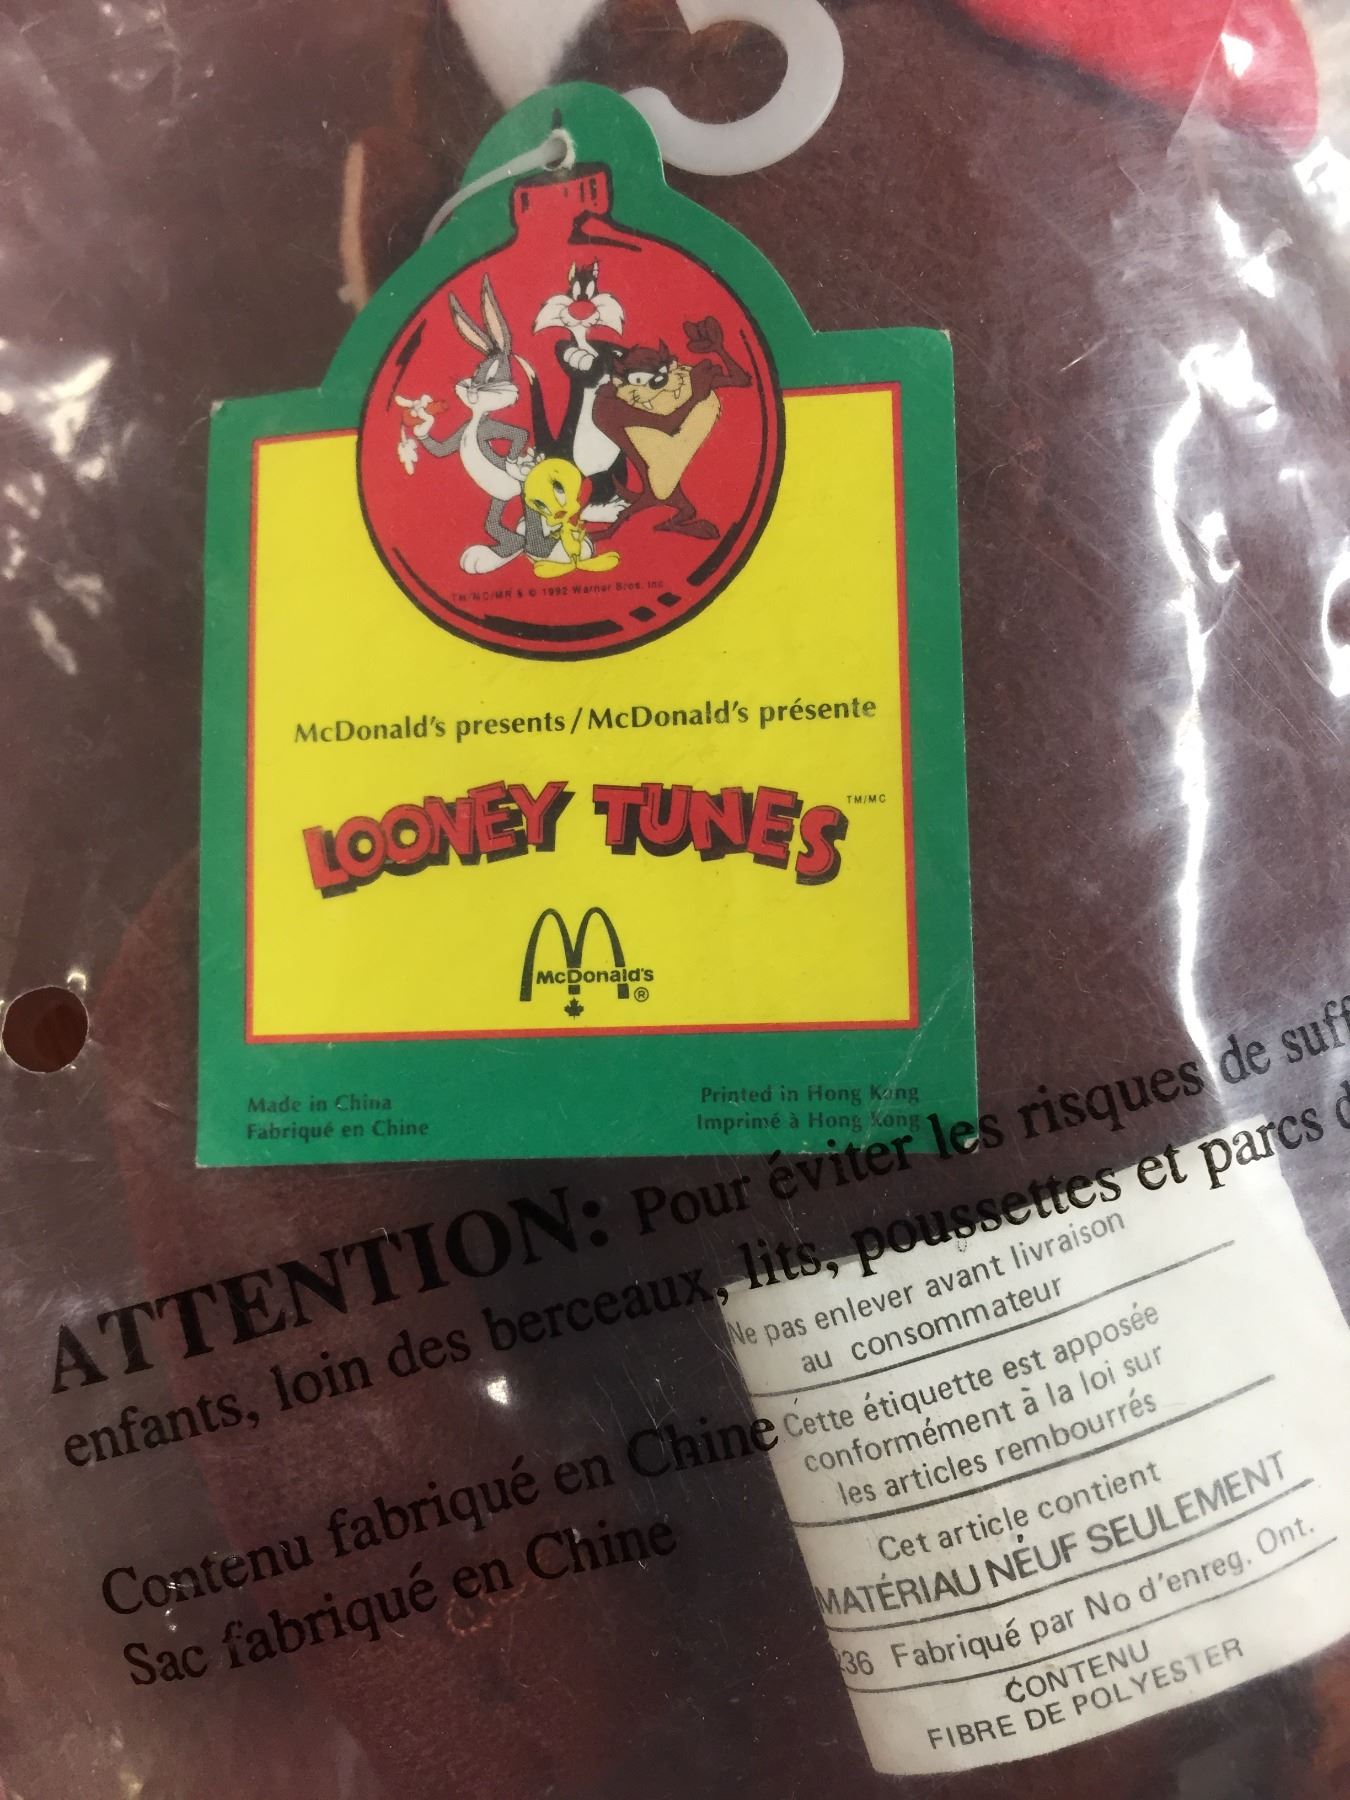 TM/MC/MR & © 1992 Warner Bros. Inc
McDonald's presents/McDonald's présente
LOONEY TUNES TM/MC
McDonald's
®
Made in China
Fabriqué en Chine
Printed in Hong Kong
Imprimé à Hong Kong
ATTENTION: Pour éviter les risques de
enfants, loin des berceaux, lits, poussettes et parcs
Contenu fabriqué en Chine
Sac fabriqué en Chine
Ne pas enlever avant livraison
au consommateur
Cette étiquette est apposée
conformément à la loi sur
les articles rembourrés
Cet article contient
MATÉRIAU NEUF SEULEMENT
36 Fabriqué par No d'enreg. Ont.
CONTENU
FIBRE DE POLYESTER